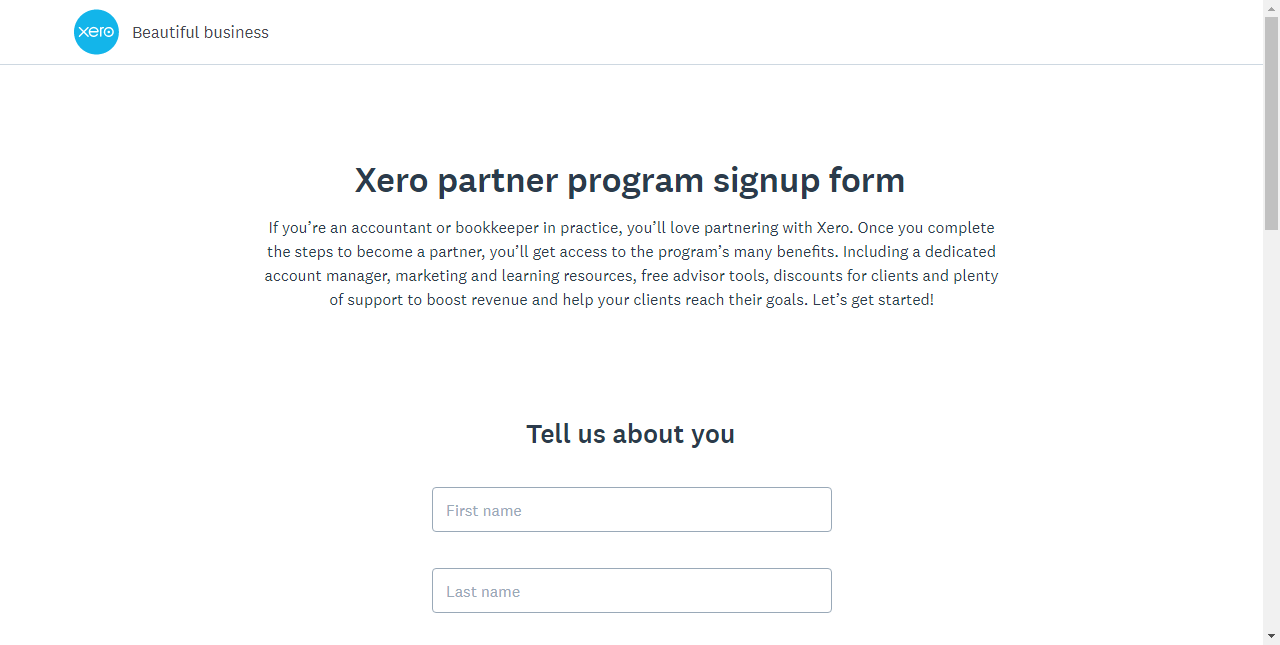 xero
Beautiful business
Xero partner program signup form
If you’re an accountant or bookkeeper in practice, you’ll love partnering with Xero. Once you complete
the steps to become a partner, you’ll get access to the program’s many benefits. Including a dedicated
account manager, marketing and learning resources, free advisor tools, discounts for clients and plenty
of support to boost revenue and help your clients reach their goals. Let’s get started!
Tell us about you
First name
Last name